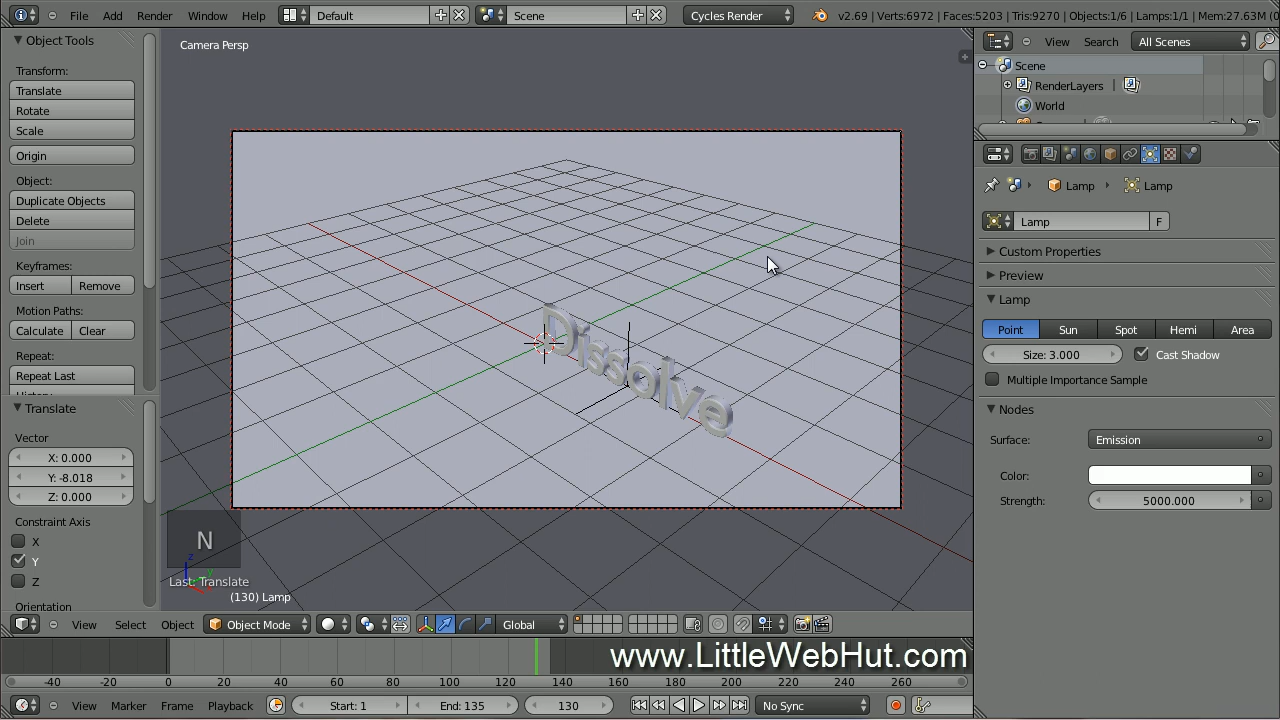 File Add Render Window Help Default Scene Cycles Render v2.69 | Verts:6972 | Faces:5203 | Tris:9270 | Objects:1/6 | Lamps:1/1 | Mem:27.63M (0
Object Tools
Transform:
Translate
Rotate
Scale
Origin
Object:
Duplicate Objects
Delete
Join
Keyframes:
Insert Remove
Motion Paths:
Calculate Clear
Repeat:
Repeat Last
History:
Translate
Vector
X: 0.000
Y: -8.018
Z: 0.000
Constraint Axis
X
Y
Z
Orientation
Camera Persp
Dissolve
N
z
y
Last: Translate
(130) Lamp
View Select Object Object Mode Global
-40 -20 0 20 40 60 80 100 120 140 160 180 200 220 240 260
www.LittleWebHut.com
View Marker Frame Playback Start: 1 End: 135 130 No Sync
View Search All Scenes
Scene
RenderLayers |
World
Lamp Lamp
Lamp F
Custom Properties
Preview
Lamp
Point Sun Spot Hemi Area
Size: 3.000 Cast Shadow
Multiple Importance Sample
Nodes
Surface: Emission
Color:
Strength: 5000.000